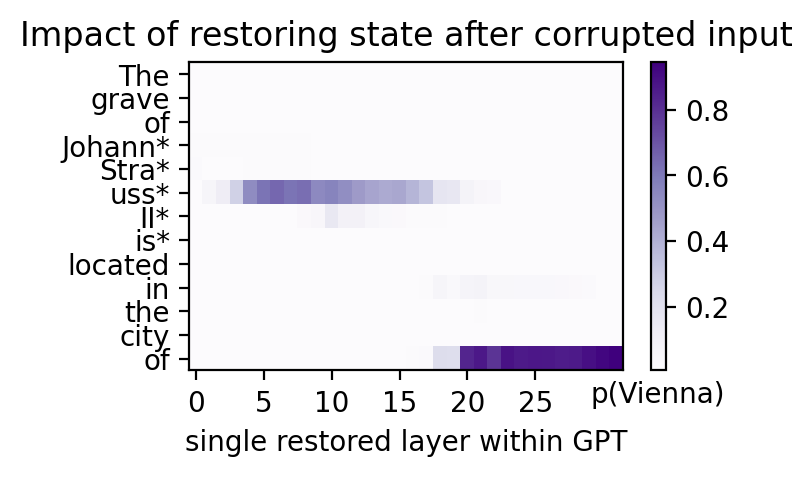 Impact of restoring state after corrupted input
The
grave
of
Johann*
Stra*
uss*
II*
is*
located
in
the
city
of
0 5 10 15 20 25
single restored layer within GPT
0.8
0.6
0.4
0.2
p(Vienna)